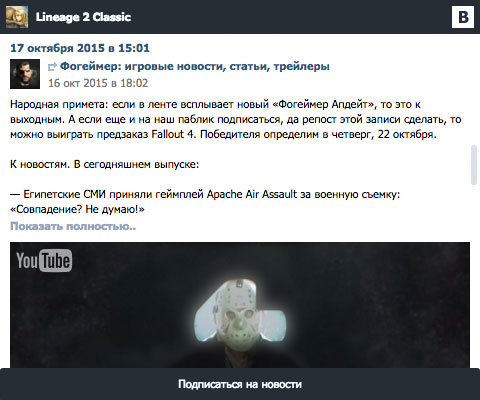 Lineage 2 Classic
B
17 октября 2015 в 15:01
Фогеймер: игровые новости, статьи, трейлеры
16 окт 2015 в 18:02
Народная примета: если в ленте всплывает новый «Фогеймер Апдейт», то это к
выходным. А если еще и на наш паблик подписаться, да репост этой записи сделать, то
можно выиграть предзаказ Fallout 4. Победителя определим в четверг, 22 октября.
К новостям. В сегодняшнем выпуске:
— Египетские СМИ приняли геймплей Apache Air Assault за военную съемку:
«Совпадение? Не думаю!»
Показать полностью..
YouTube
Подписаться на новости